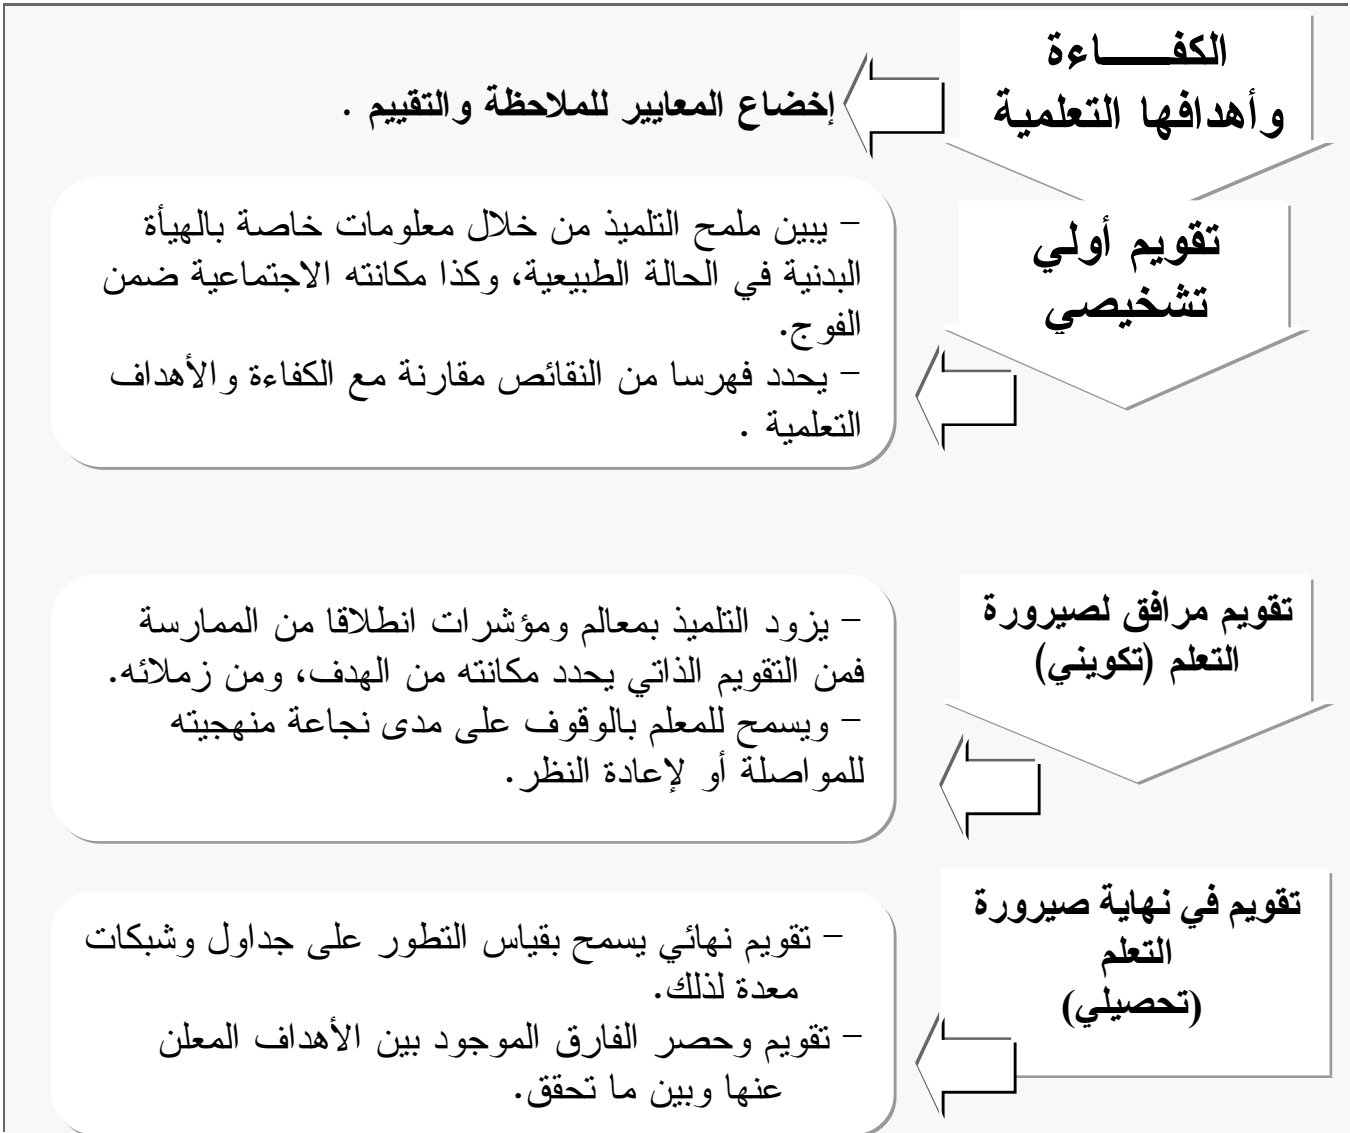 الكفـــــاءة
وأهدافها التعلمية
إخضاع المعايير للملاحظة والتقييم .
تقويم أولي
تشخيصي
- يبين ملمح التلميذ من خلال معلومات خاصة بالهيأة
البدنية في الحالة الطبيعية، وكذا مكانته الاجتماعية ضمن
الفوج.
- يحدد فهرسا من النقائص مقارنة مع الكفاءة والأهداف
التعلمية .
تقويم مرافق لصيرورة
التعلم (تكويني)
- يزود التلميذ بمعالم ومؤشرات انطلاقا من الممارسة
فمن التقويم الذاتي يحدد مكانته من الهدف، ومن زملائه.
- ويسمح للمعلم بالوقوف على مدى نجاعة منهجيته
للمواصلة أو لإعادة النظر.
تقويم في نهاية صيرورة
التعلم
(تحصيلي)
- تقويم نهائي يسمح بقياس التطور على جداول وشبكات
معدة لذلك.
- تقويم وحصر الفارق الموجود بين الأهداف المعلن
عنها وبين ما تحقق.